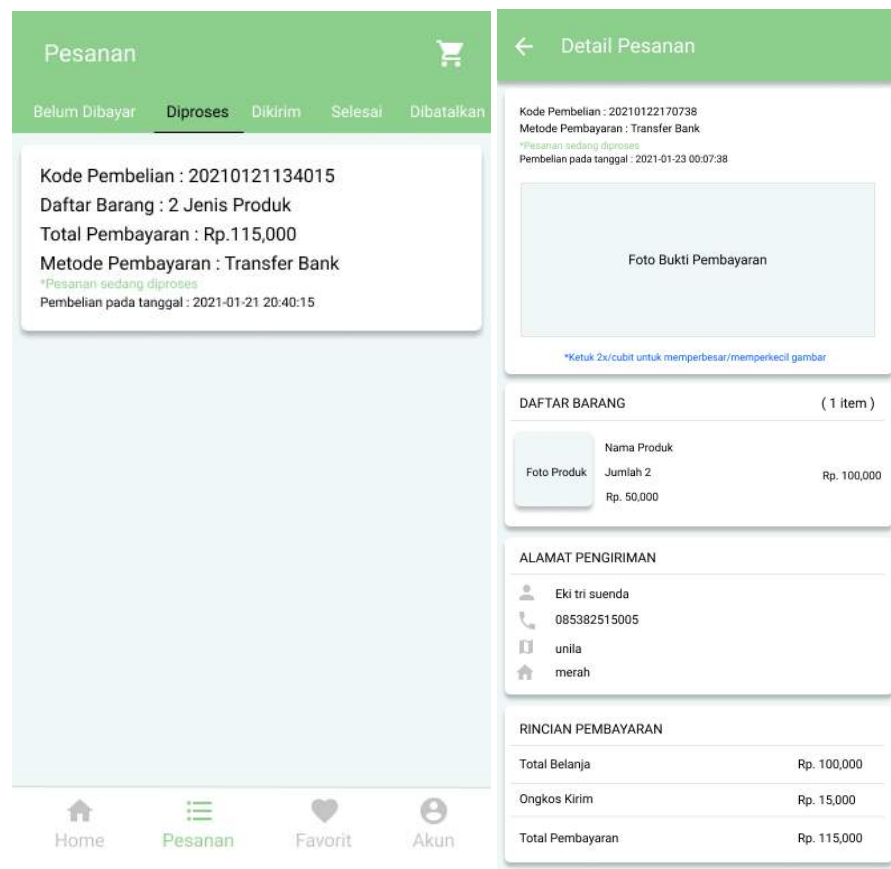 Pesanan
Belum Dibayar Diproses Dikirim Selesai Dibatalkan
Kode Pembelian : 20210121134015
Daftar Barang : 2 Jenis Produk
Total Pembayaran : Rp.115,000
Metode Pembayaran : Transfer Bank
*Pesanan sedang diproses
Pembelian pada tanggal : 2021-01-21 20:40:15
Home Pesanan Favorit Akun
Detail Pesanan
Kode Pembelian : 20210122170738
Metode Pembayaran : Transfer Bank
*Pesanan sedang diproses
Pembelian pada tanggal : 2021-01-23 00:07:38
Foto Bukti Pembayaran
*Ketuk 2x/cubit untuk memperbesar/memperkecil gambar
DAFTAR BARANG ( 1 item )
Nama Produk
Foto Produk Jumlah 2 Rp. 100,000
Rp. 50,000
ALAMAT PENGIRIMAN
Eki tri suenda
085382515005
unila
merah
RINCIAN PEMBAYARAN
Total Belanja Rp. 100,000
Ongkos Kirim Rp. 15,000
Total Pembayaran Rp. 115,000